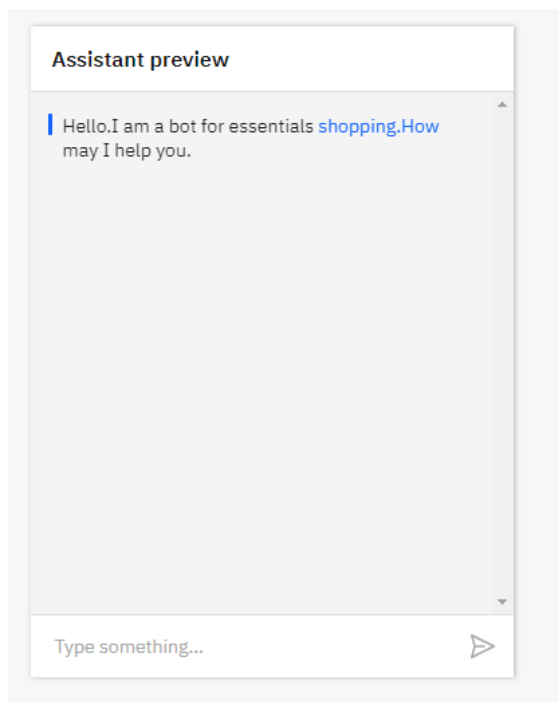 Assistant preview
Hello.I am a bot for essentials shopping.How
may I help you.
Type something...